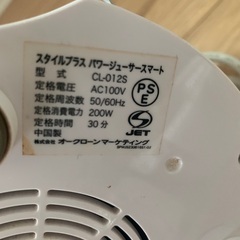 スタイルプラス パワージューサースマート
型 式 CL-012S
定格電圧 AC100V
定格周波数 50/60Hz
定格消費電力 200W
定格時間 30分
中国製
株式会社 オークローンマーケティング
PS
E
JET